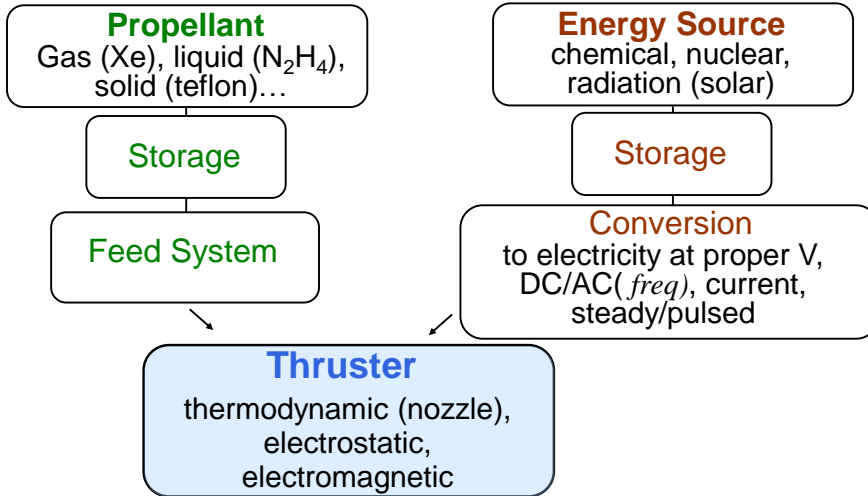 Propellant
Gas (Xe), liquid (N₂H₄),
solid (teflon)…
Storage
Feed System
Energy Source
chemical, nuclear,
radiation (solar)
Storage
Conversion
to electricity at proper V,
DC/AC( freq), current,
steady/pulsed
Thruster
thermodynamic (nozzle),
electrostatic,
electromagnetic